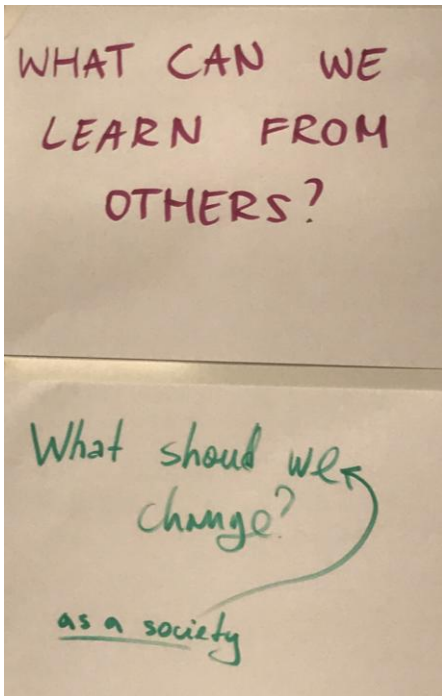 WHAT CAN WE
LEARN FROM
OTHERS?
What shoud we
change?
as a society